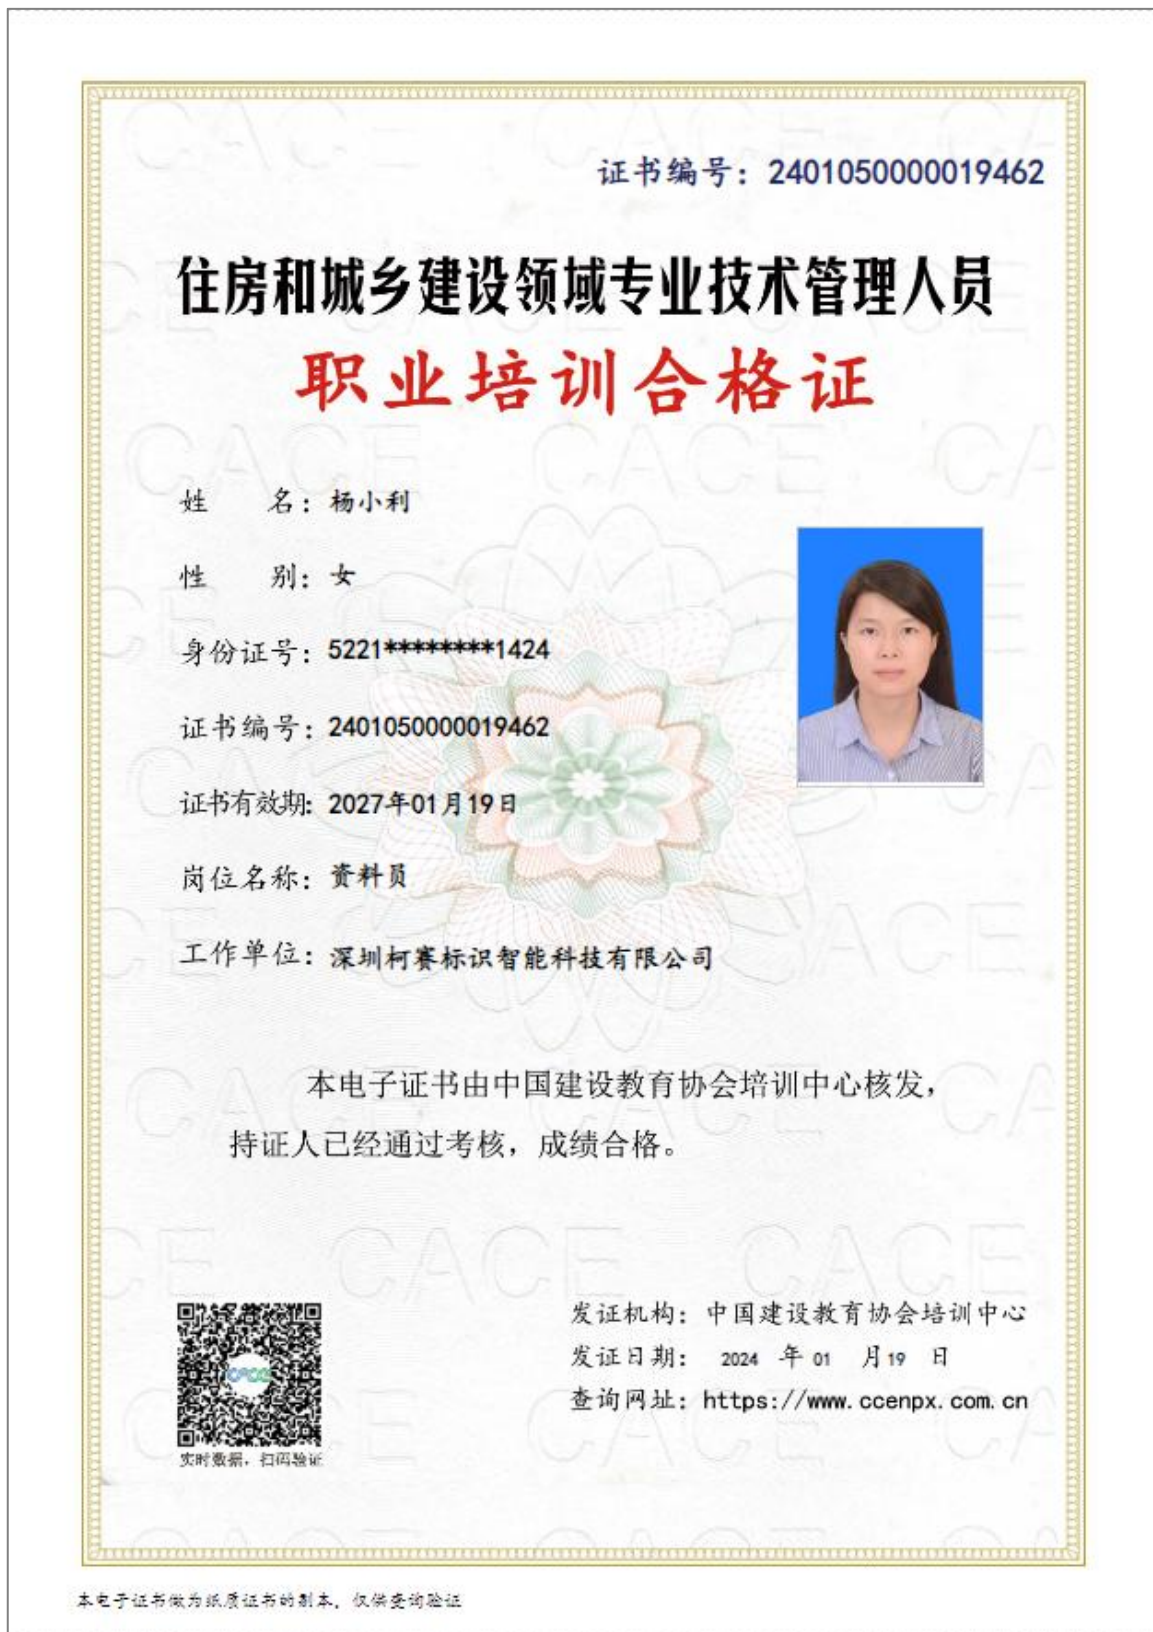 证书编号：2401050000019462
住房和城乡建设领域专业技术管理人员
职业培训合格证
姓 名：杨小利
性 别：女
身份证号：5221********1424
证书编号：2401050000019462
证书有效期：2027年01月19日
岗位名称：资料员
工作单位：深圳柯赛标识智能科技有限公司
本电子证书由中国建设教育协会培训中心核发，
持证人已经通过考核，成绩合格。
发证机构：中国建设教育协会培训中心
发证日期：2024 年 01 月 19 日
查询网址：https://www.ccenpx.com.cn
实时数据，扫码验证
本电子证书做为纸质证书的副本，仅供查询验证